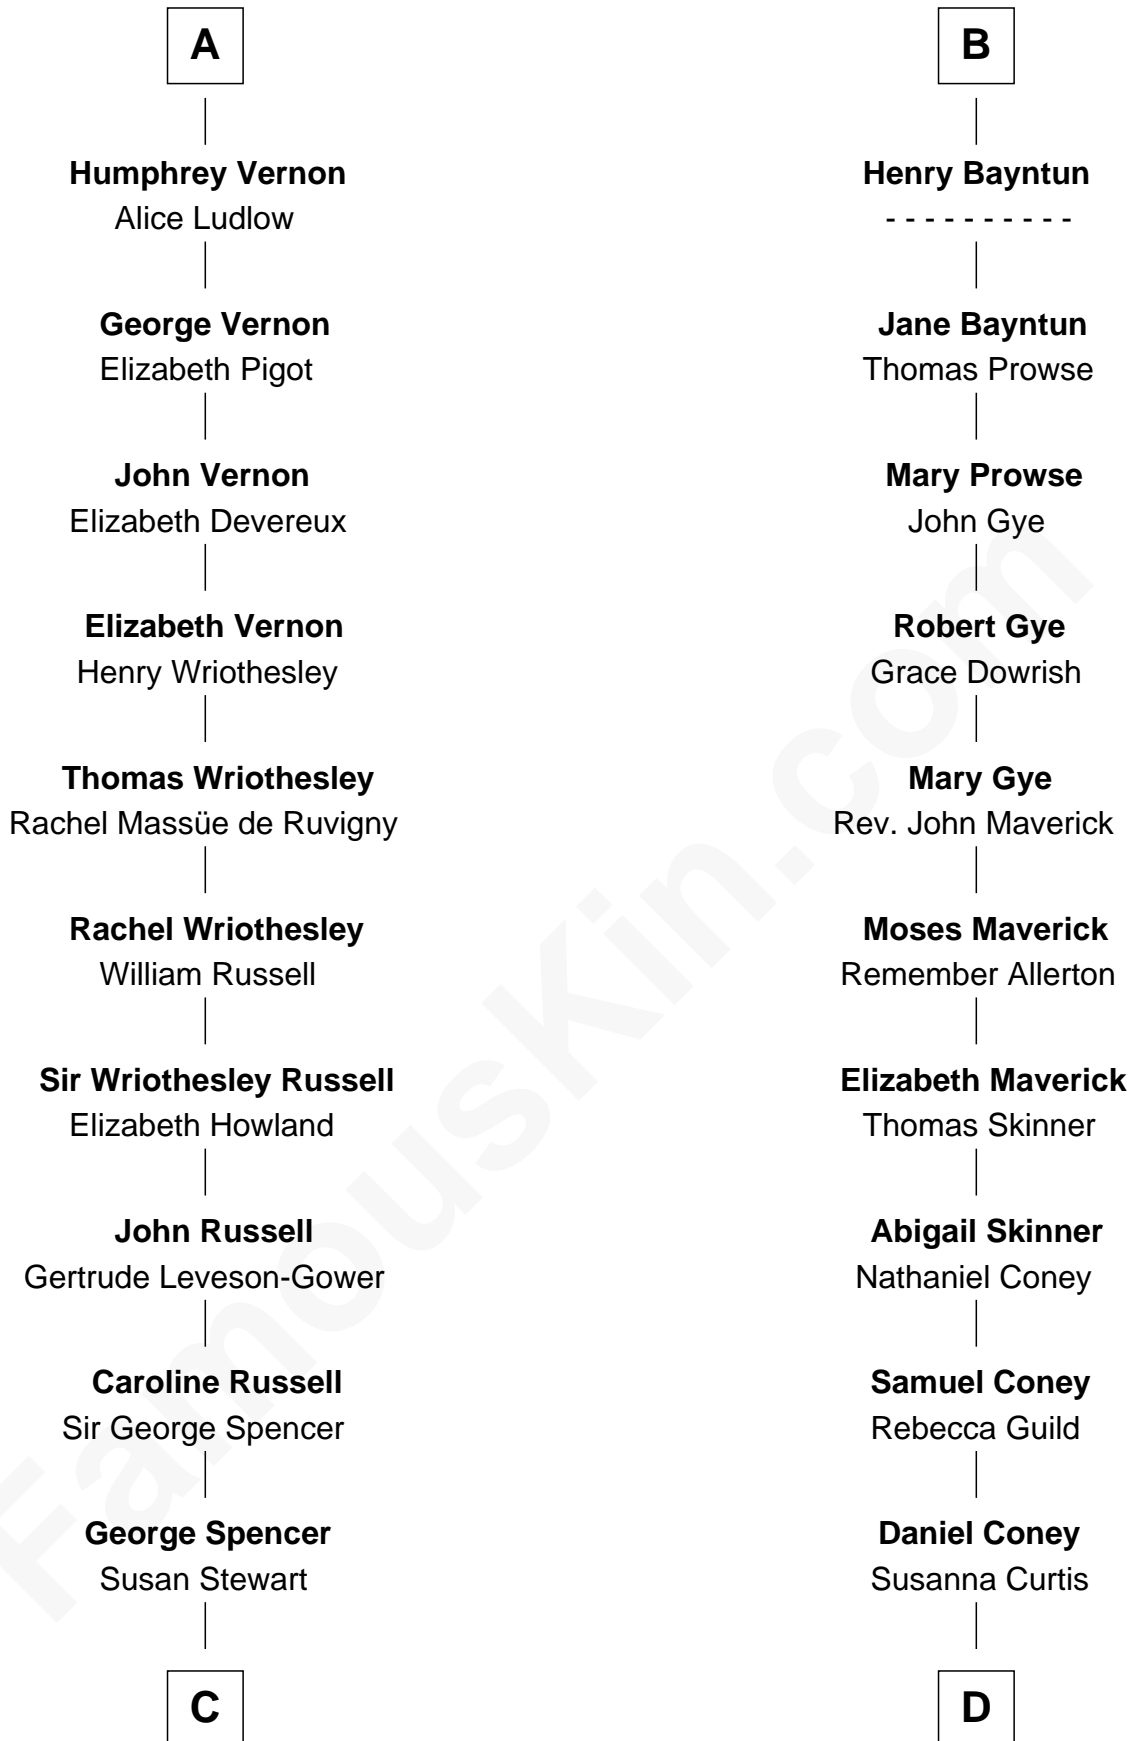 A
Humphrey Vernon
Alice Ludlow
George Vernon
Elizabeth Pigot
John Vernon
Elizabeth Devereux
Elizabeth Vernon
Henry Wriothesley
Thomas Wriothesley
Rachel Massüe de Ruvigny
Rachel Wriothesley
William Russell
Sir Wriothesley Russell
Elizabeth Howland
John Russell
Gertrude Leveson-Gower
Caroline Russell
Sir George Spencer
George Spencer
Susan Stewart
C
B
Henry Bayntun
- - - - - - - - - -
Jane Bayntun
Thomas Prowse
Mary Prowse
John Gye
Robert Gye
Grace Dowrish
Mary Gye
Rev. John Maverick
Moses Maverick
Remember Allerton
Elizabeth Maverick
Thomas Skinner
Abigail Skinner
Nathaniel Coney
Samuel Coney
Rebecca Guild
Daniel Coney
Susanna Curtis
D
FamousKin.com